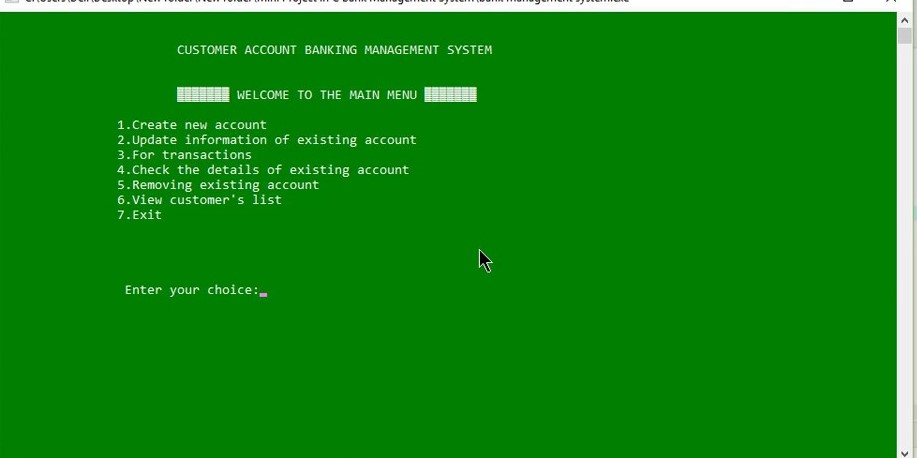 CUSTOMER ACCOUNT BANKING MANAGEMENT SYSTEM
WELCOME TO THE MAIN MENU
1.Create new account
2.Update information of existing account
3.For transactions
4.Check the details of existing account
5.Removing existing account
6.View customer's list
7.Exit
Enter your choice: